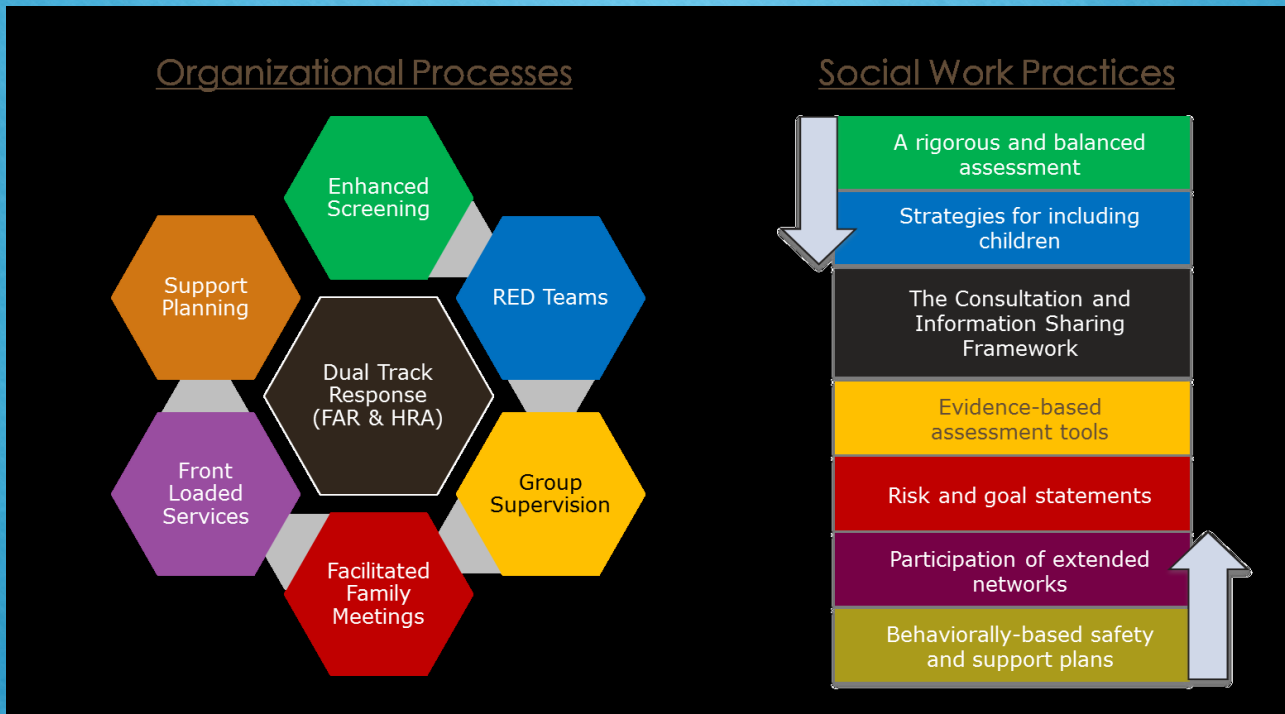 Organizational Processes
Enhanced
Screening
Support
Planning
RED Teams
Dual Track
Response
(FAR & HRA)
Front
Loaded
Services
Group
Supervision
Facilitated
Family
Meetings
Social Work Practices
A rigorous and balanced
assessment
Strategies for including
children
The Consultation and
Information Sharing
Framework
Evidence-based
assessment tools
Risk and goal statements
Participation of extended
networks
Behaviorally-based safety
and support plans